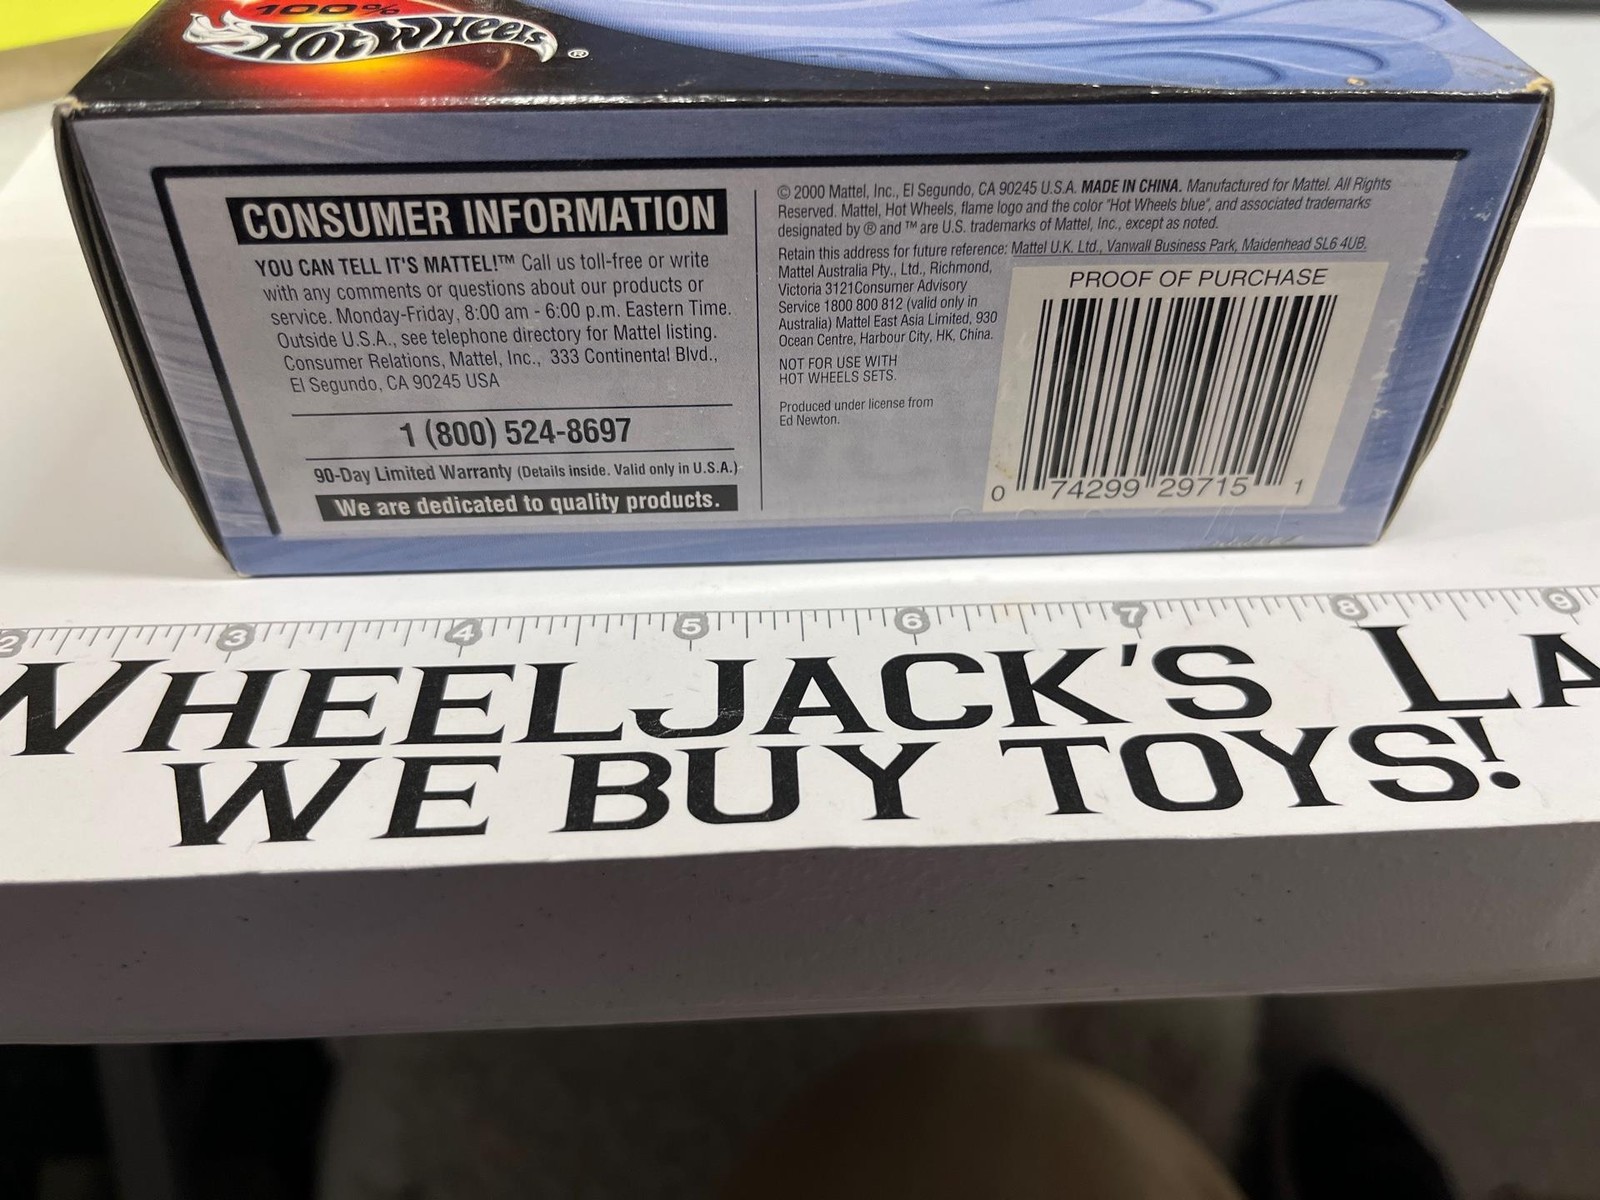 100%
HOT WHEELS ®
CONSUMER INFORMATION
YOU CAN TELL IT'S MATTEL!™ Call us toll-free or write
with any comments or questions about our products or
service. Monday-Friday, 8:00 am - 6:00 p.m. Eastern Time.
Outside U.S.A., see telephone directory for Mattel listing.
Consumer Relations, Mattel, Inc., 333 Continental Blvd.,
El Segundo, CA 90245 USA
1 (800) 524-8697
90-Day Limited Warranty (Details inside. Valid only in U.S.A.)
We are dedicated to quality products.
© 2000 Mattel, Inc., El Segundo, CA 90245 U.S.A. MADE IN CHINA. Manufactured for Mattel. All Rights
Reserved. Mattel, Hot Wheels, flame logo and the color "Hot Wheels blue", and associated trademarks
designated by ® and ™ are U.S. trademarks of Mattel, Inc., except as noted.
Retain this address for future reference: Mattel U.K. Ltd., Vanwall Business Park, Maidenhead SL6 4UB.
Mattel Australia Pty., Ltd., Richmond,
Victoria 3121Consumer Advisory
Service 1800 800 812 (valid only in
Australia) Mattel East Asia Limited, 930
Ocean Centre, Harbour City, HK, China.
NOT FOR USE WITH
HOT WHEELS SETS.
Produced under license from
Ed Newton.
PROOF OF PURCHASE
0 74299 29715 1
2 3 4 5 6 7 8 9
WHEELJACK'S LA
WE BUY TOYS!